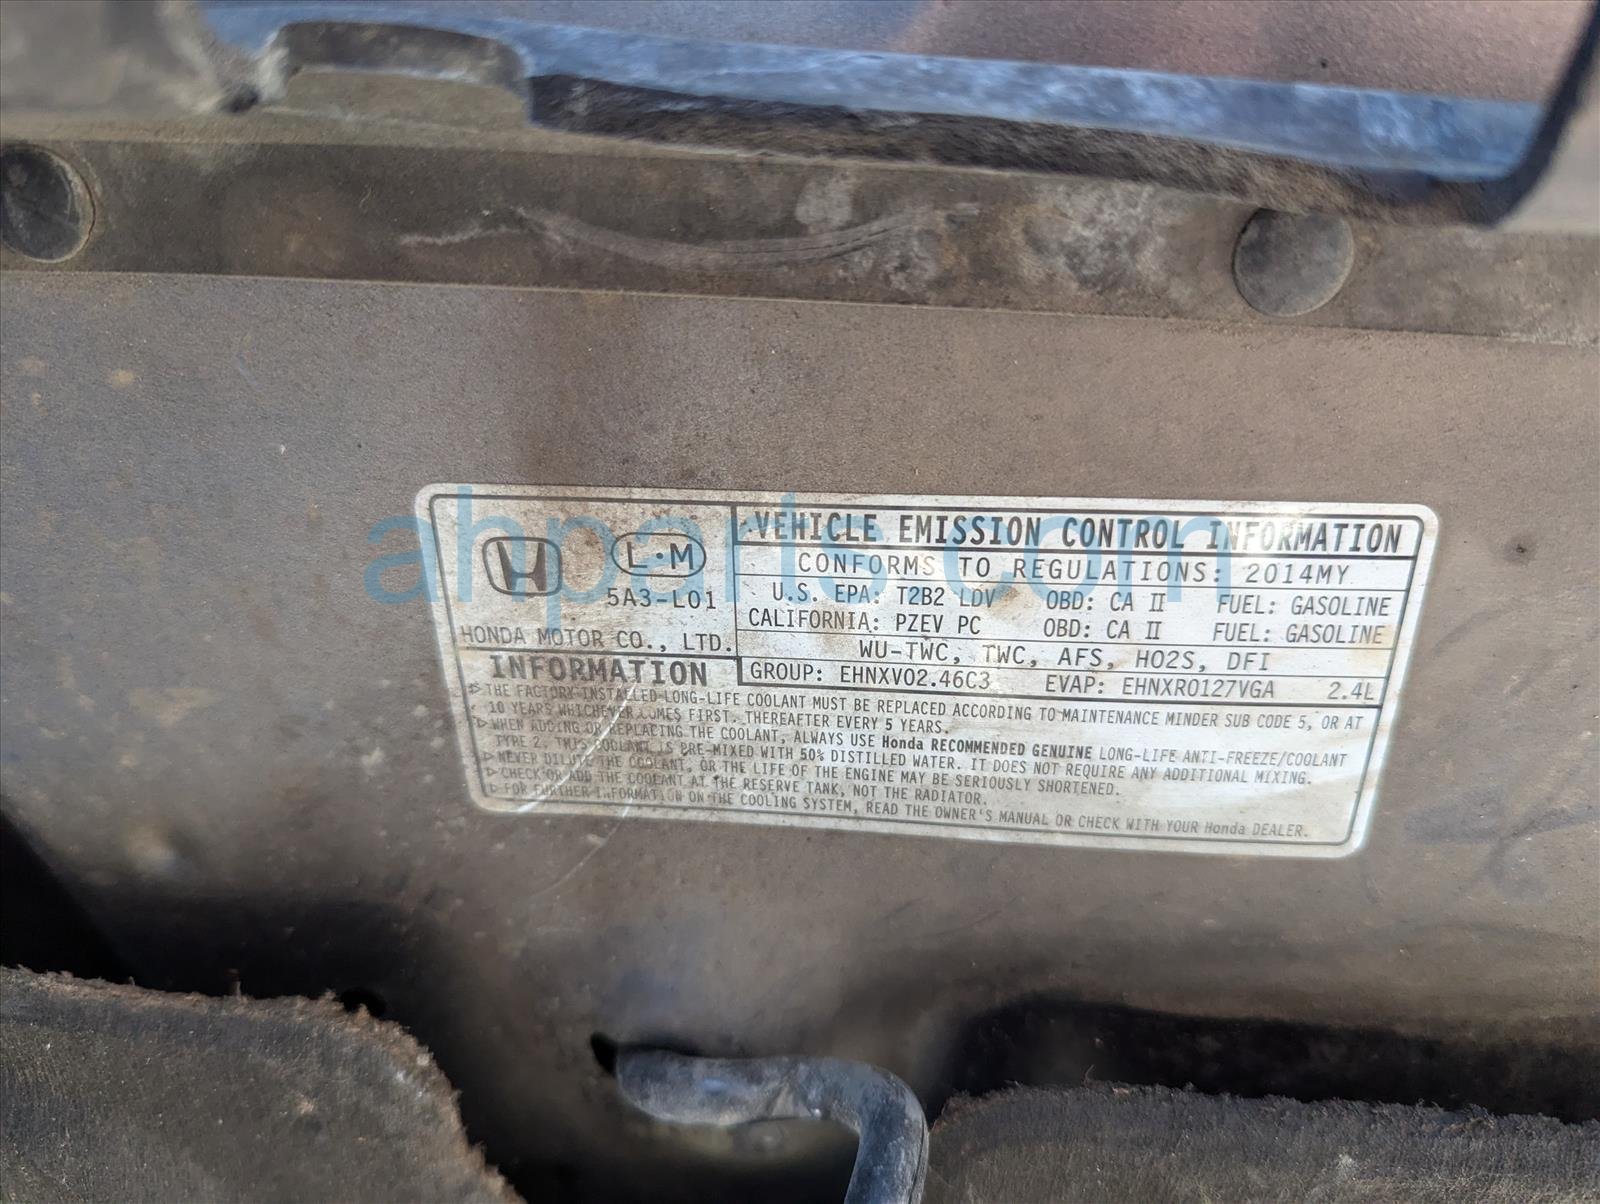 L·M
5A3-L01
HONDA MOTOR CO., LTD.
VEHICLE EMISSION CONTROL INFORMATION
CONFORMS TO REGULATIONS: 2014MY
U.S. EPA: T2B2 LDV OBD: CA II FUEL: GASOLINE
CALIFORNIA: PZEV PC OBD: CA II FUEL: GASOLINE
WU-TWC, TWC, AFS, HO2S, DFI
GROUP: EHNXV02.46C3 EVAP: EHNXR0127VGA 2.4L
INFORMATION
▷ THE FACTORY-INSTALLED LONG-LIFE COOLANT MUST BE REPLACED ACCORDING TO MAINTENANCE MINDER SUB CODE 5, OR AT
10 YEARS WHICHEVER COMES FIRST. THEREAFTER EVERY 5 YEARS.
▷ WHEN ADDING OR REPLACING THE COOLANT, ALWAYS USE Honda RECOMMENDED GENUINE LONG-LIFE ANTI-FREEZE/COOLANT
TYPE 2. THIS COOLANT IS PRE-MIXED WITH 50% DISTILLED WATER. IT DOES NOT REQUIRE ANY ADDITIONAL MIXING.
▷ NEVER DILUTE THE COOLANT, OR THE LIFE OF THE ENGINE MAY BE SERIOUSLY SHORTENED.
▷ CHECK OR ADD THE COOLANT AT THE RESERVE TANK, NOT THE RADIATOR.
▷ FOR FURTHER INFORMATION ON THE COOLING SYSTEM, READ THE OWNER'S MANUAL OR CHECK WITH YOUR Honda DEALER.
ahparts.com